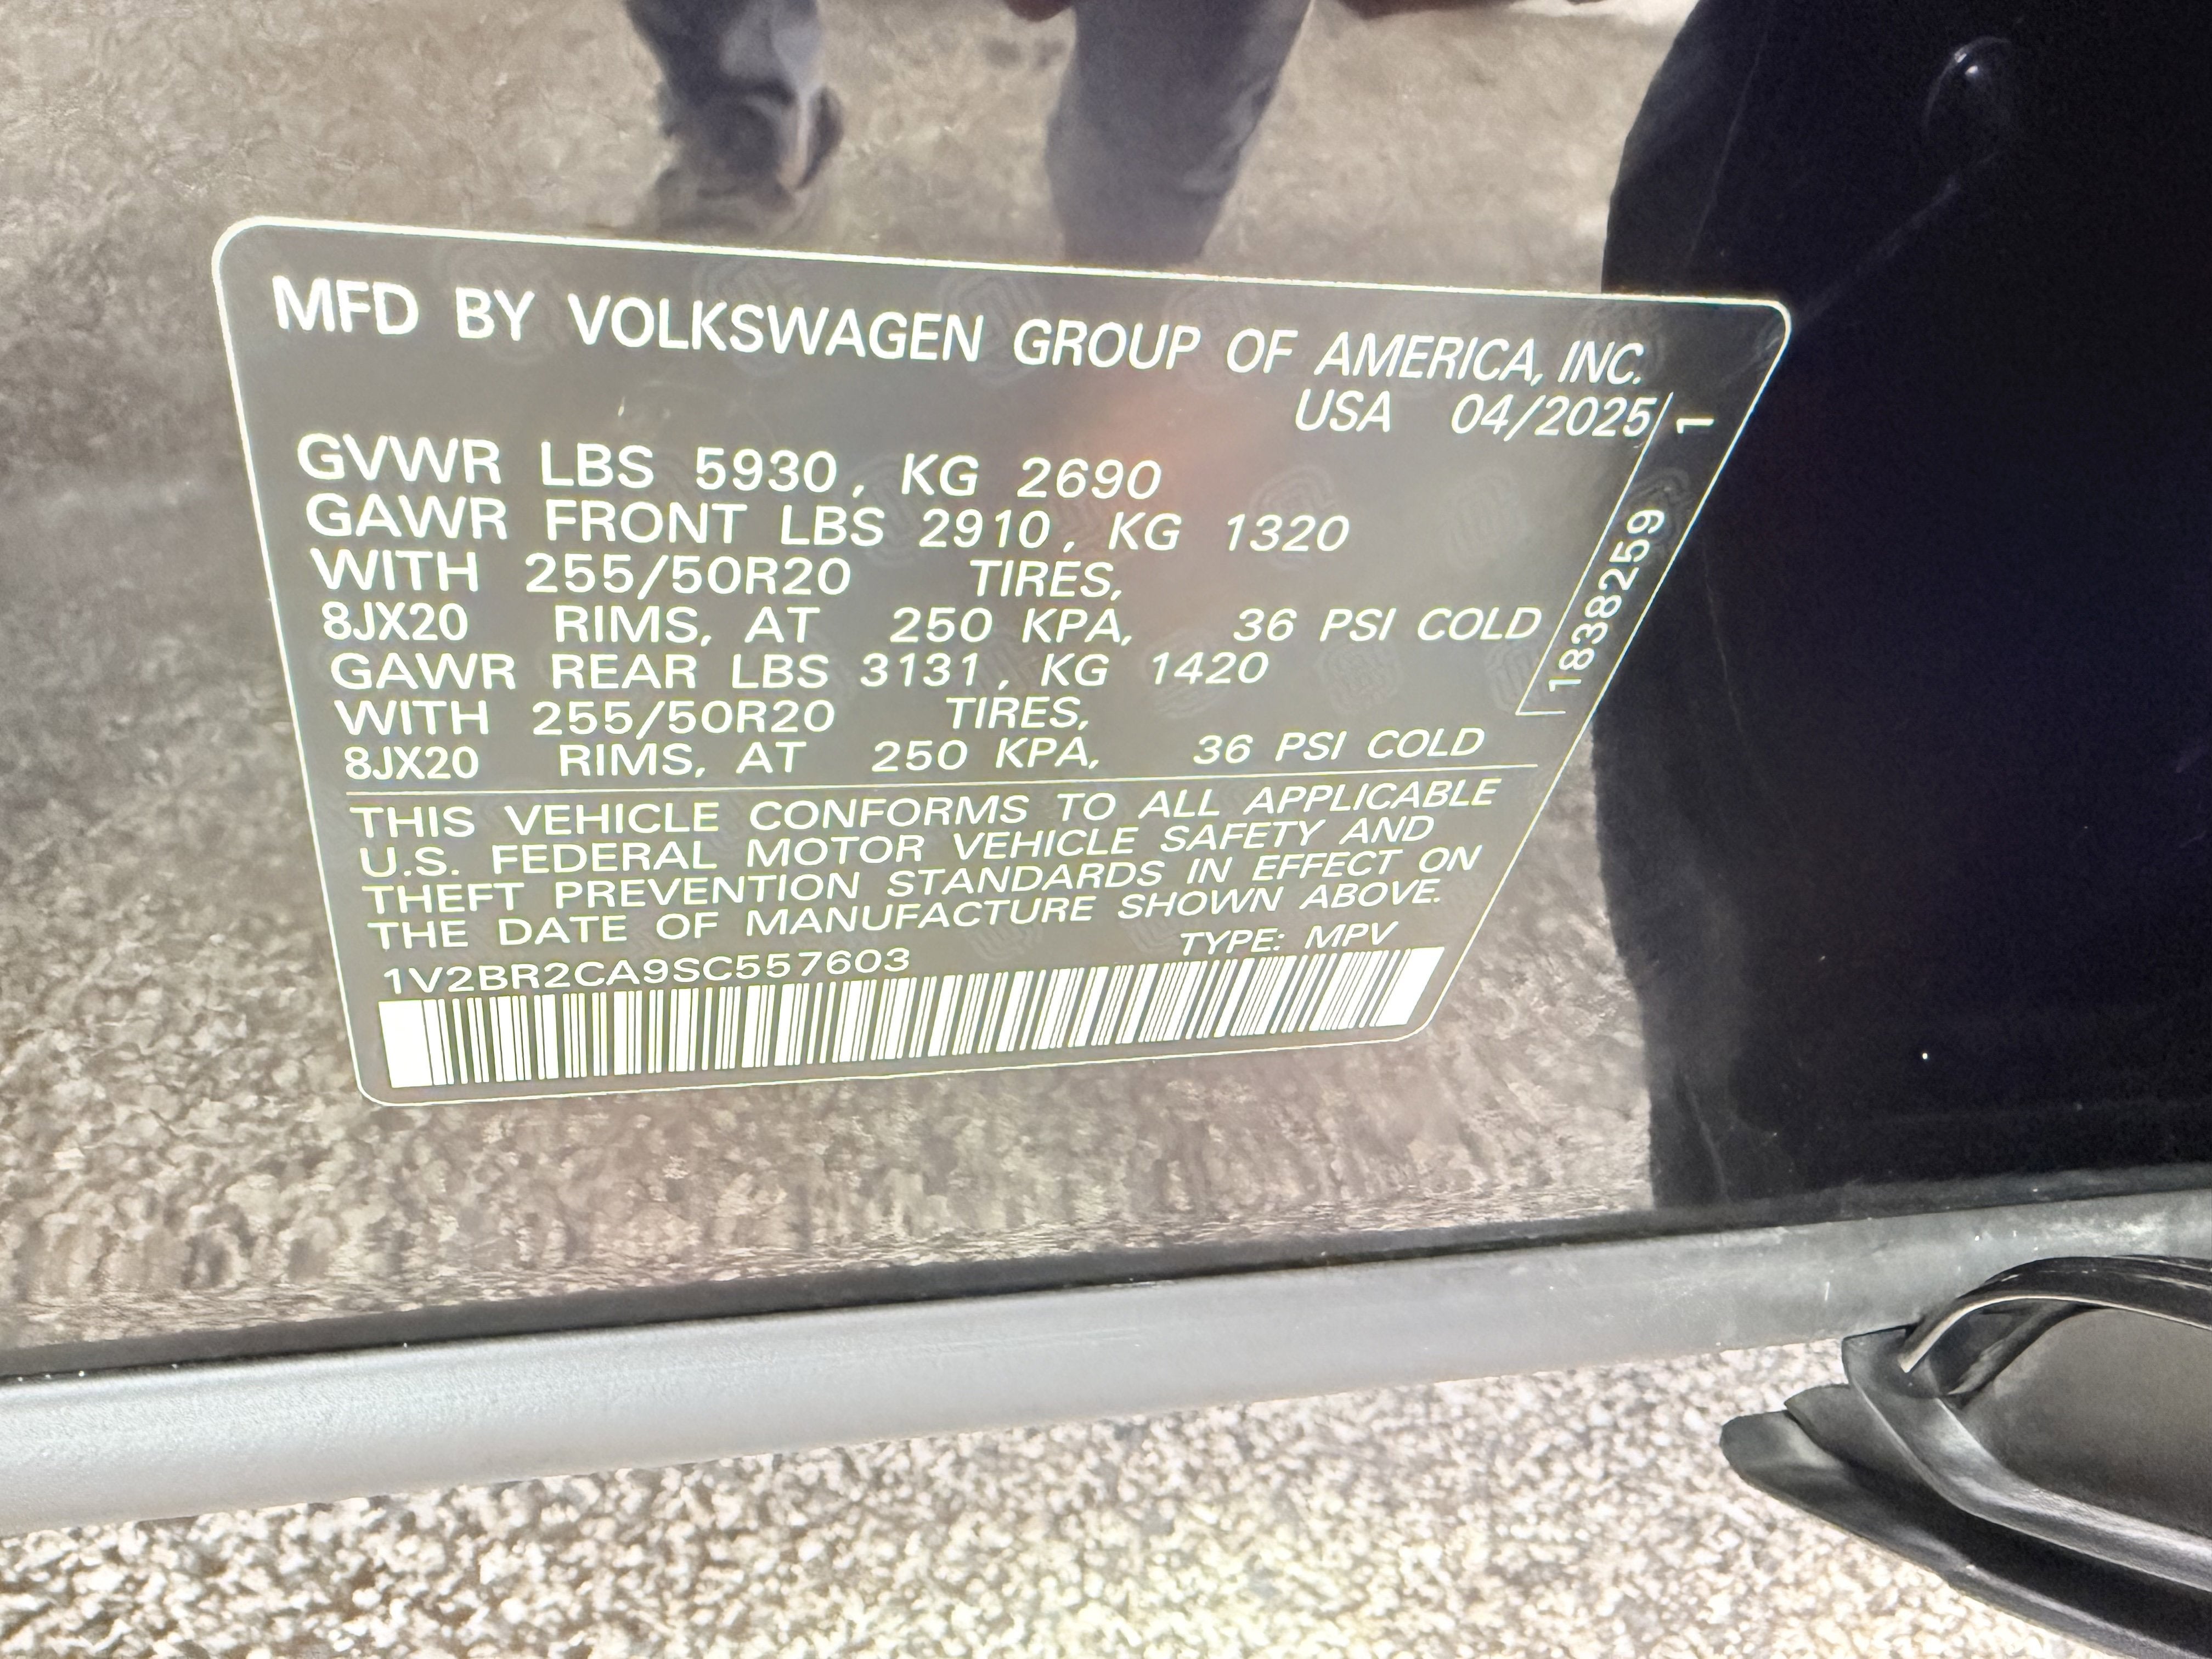 MFD BY VOLKSWAGEN GROUP OF AMERICA, INC.
USA 04/2025
GVWR LBS 5930, KG 2690
GAWR FRONT LBS 2910, KG 1320
WITH 255/50R20 TIRES,
8JX20 RIMS, AT 250 KPA, 36 PSI COLD
GAWR REAR LBS 3131, KG 1420
WITH 255/50R20 TIRES,
8JX20 RIMS, AT 250 KPA, 36 PSI COLD
1838259 1
THIS VEHICLE CONFORMS TO ALL APPLICABLE
U.S. FEDERAL MOTOR VEHICLE SAFETY AND
THEFT PREVENTION STANDARDS IN EFFECT ON
THE DATE OF MANUFACTURE SHOWN ABOVE.
1V2BR2CA9SC557603 TYPE: MPV